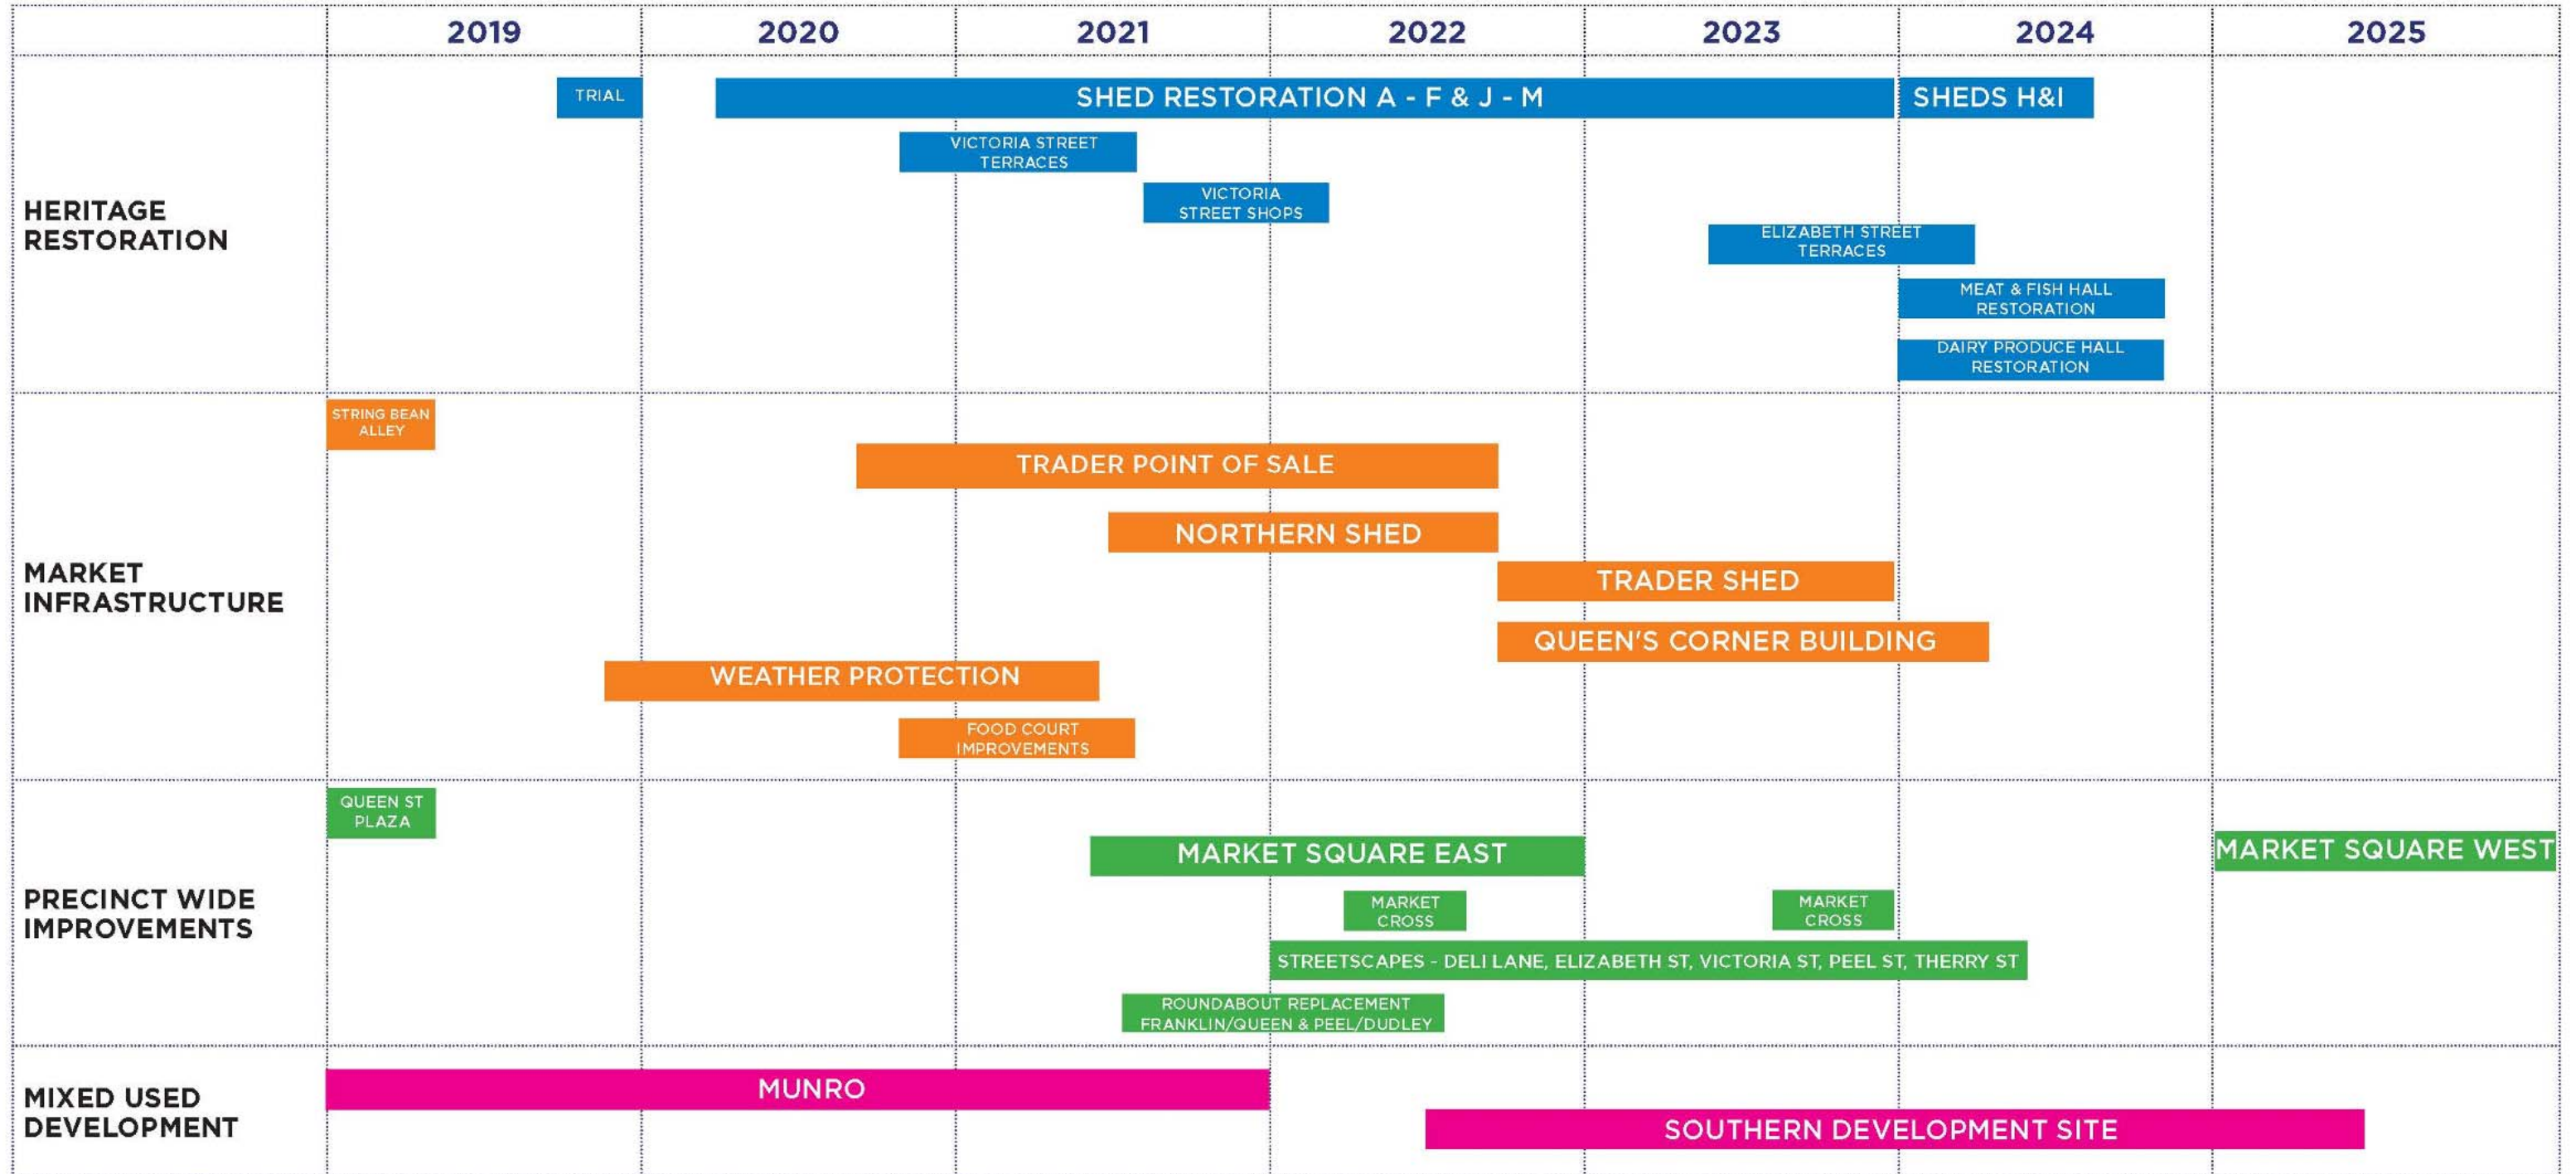 2019 2020 2021 2022 2023 2024 2025
HERITAGE
RESTORATION
TRIAL
SHED RESTORATION A - F & J - M
SHEDS H&I
VICTORIA STREET
TERRACES
VICTORIA
STREET SHOPS
ELIZABETH STREET
TERRACES
MEAT & FISH HALL
RESTORATION
DAIRY PRODUCE HALL
RESTORATION
MARKET
INFRASTRUCTURE
STRING BEAN
ALLEY
TRADER POINT OF SALE
NORTHERN SHED
TRADER SHED
QUEEN'S CORNER BUILDING
WEATHER PROTECTION
FOOD COURT
IMPROVEMENTS
PRECINCT WIDE
IMPROVEMENTS
QUEEN ST
PLAZA
MARKET SQUARE EAST
MARKET SQUARE WEST
MARKET
CROSS
MARKET
CROSS
STREETSCAPES - DELI LANE, ELIZABETH ST, VICTORIA ST, PEEL ST, THERRY ST
ROUNDABOUT REPLACEMENT
FRANKLIN/QUEEN & PEEL/DUDLEY
MIXED USED
DEVELOPMENT
MUNRO
SOUTHERN DEVELOPMENT SITE